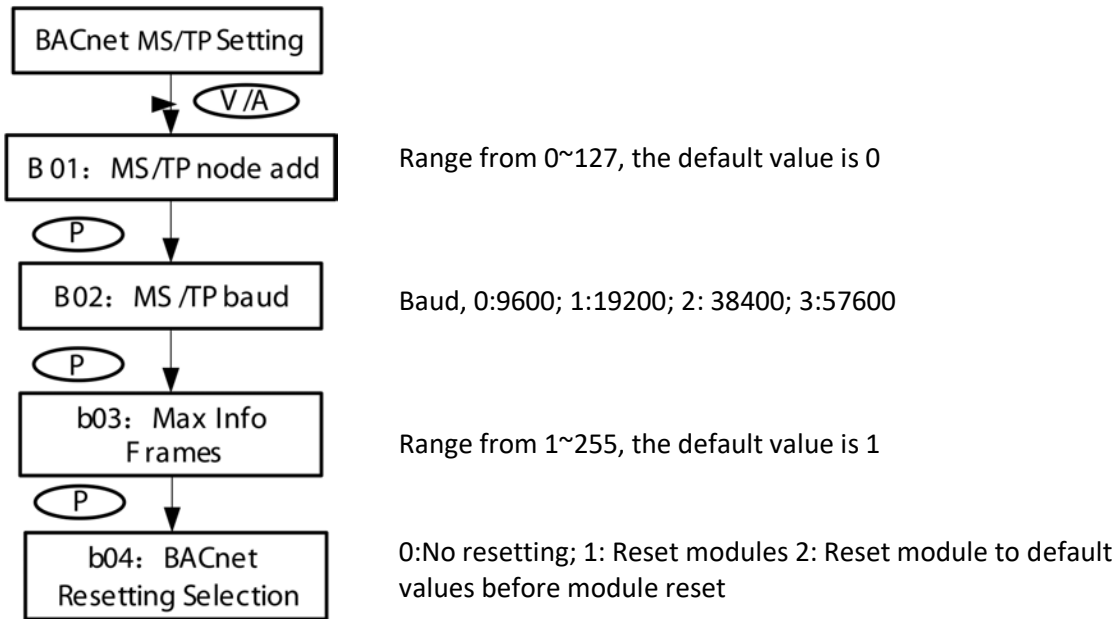 BACnet MS/TP Setting
V/A
B 01：MS/TP node add
Range from 0~127, the default value is 0
P
B02：MS /TP baud
Baud, 0:9600; 1:19200; 2: 38400; 3:57600
P
b03：Max Info
Frames
Range from 1~255, the default value is 1
P
b04：BACnet
Resetting Selection
0:No resetting; 1: Reset modules 2: Reset module to default
values before module reset